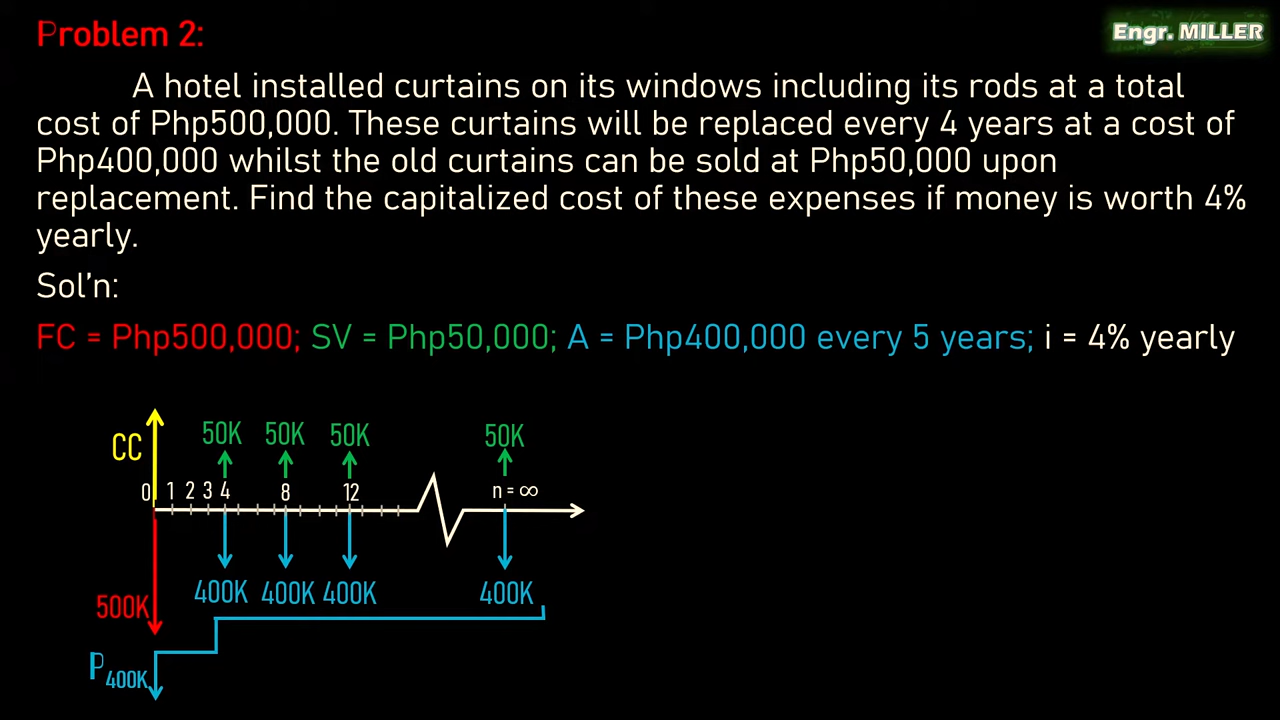 Problem 2:
Engr. MILLER
A hotel installed curtains on its windows including its rods at a total
cost of Php500,000. These curtains will be replaced every 4 years at a cost of
Php400,000 whilst the old curtains can be sold at Php50,000 upon
replacement. Find the capitalized cost of these expenses if money is worth 4%
yearly.
Sol'n:
FC = Php500,000; SV = Php50,000; A = Php400,000 every 5 years; i = 4% yearly
CC
50K 50K 50K 50K
0 1 2 3 4 8 12 n = ∞
400K 400K 400K 400K
500K
P400K